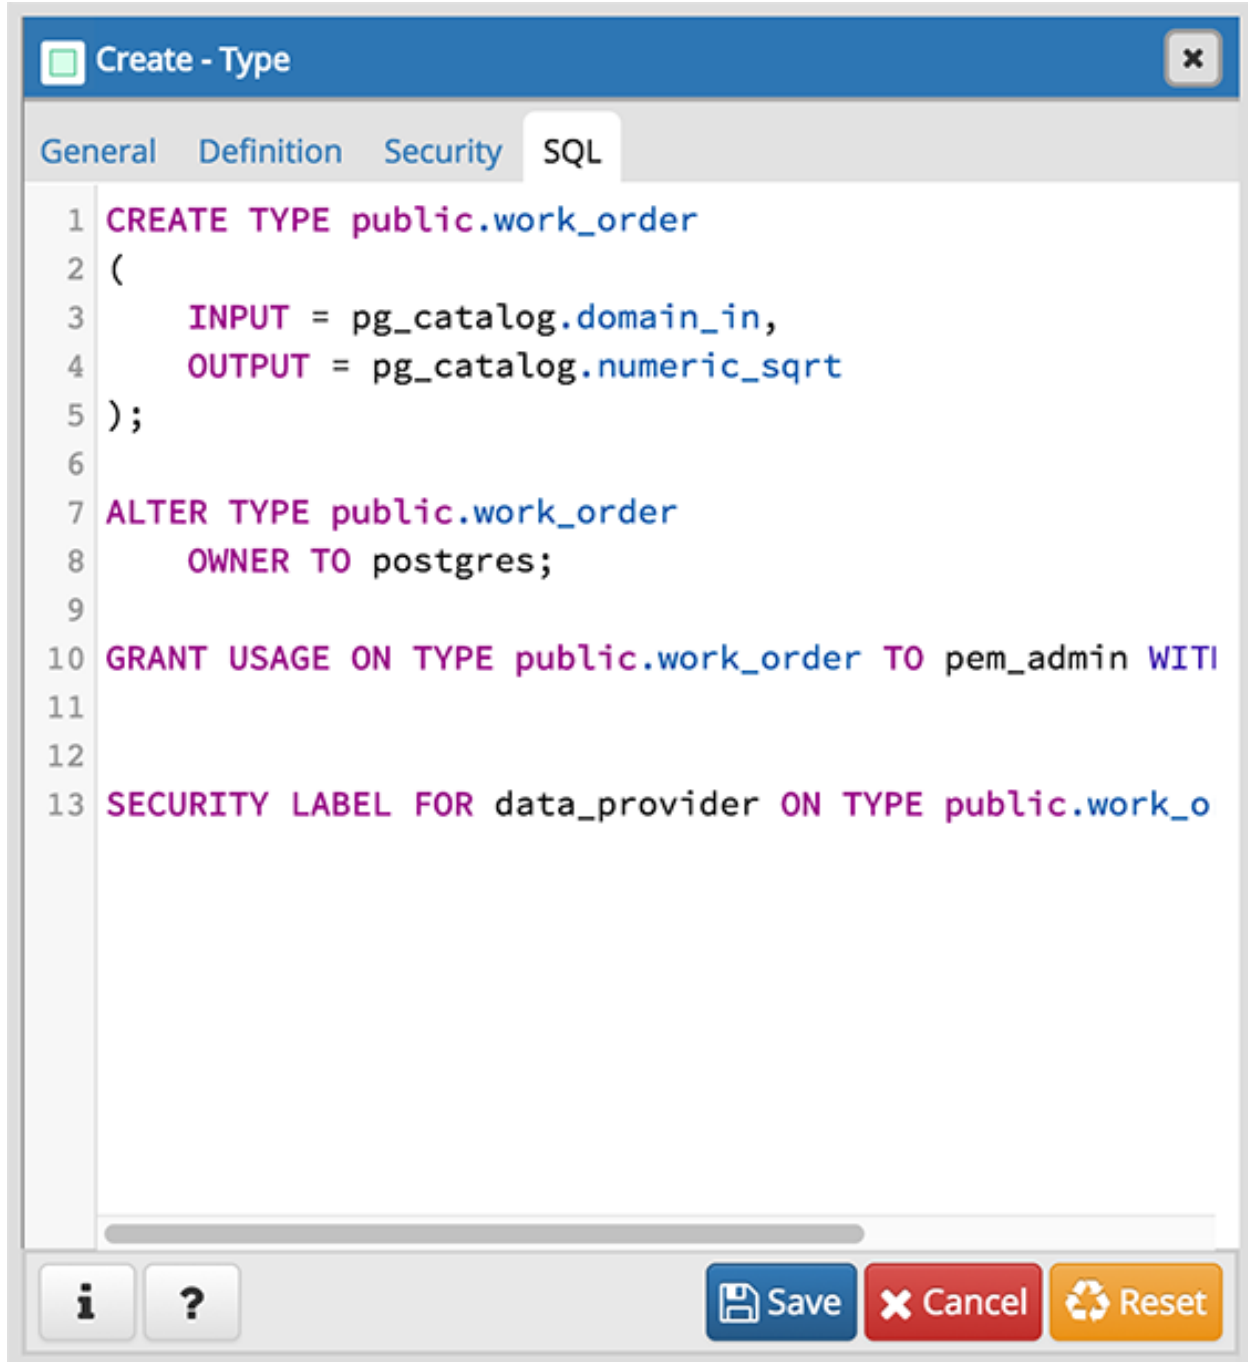 Create - Type
General Definition Security SQL
1 CREATE TYPE public.work_order
2 (
3 INPUT = pg_catalog.domain_in,
4 OUTPUT = pg_catalog.numeric_sqrt
5 );
6
7 ALTER TYPE public.work_order
8 OWNER TO postgres;
9
10 GRANT USAGE ON TYPE public.work_order TO pem_admin
11
12
13 SECURITY LABEL FOR data_provider ON TYPE public.work_o
i ? Save Cancel Reset